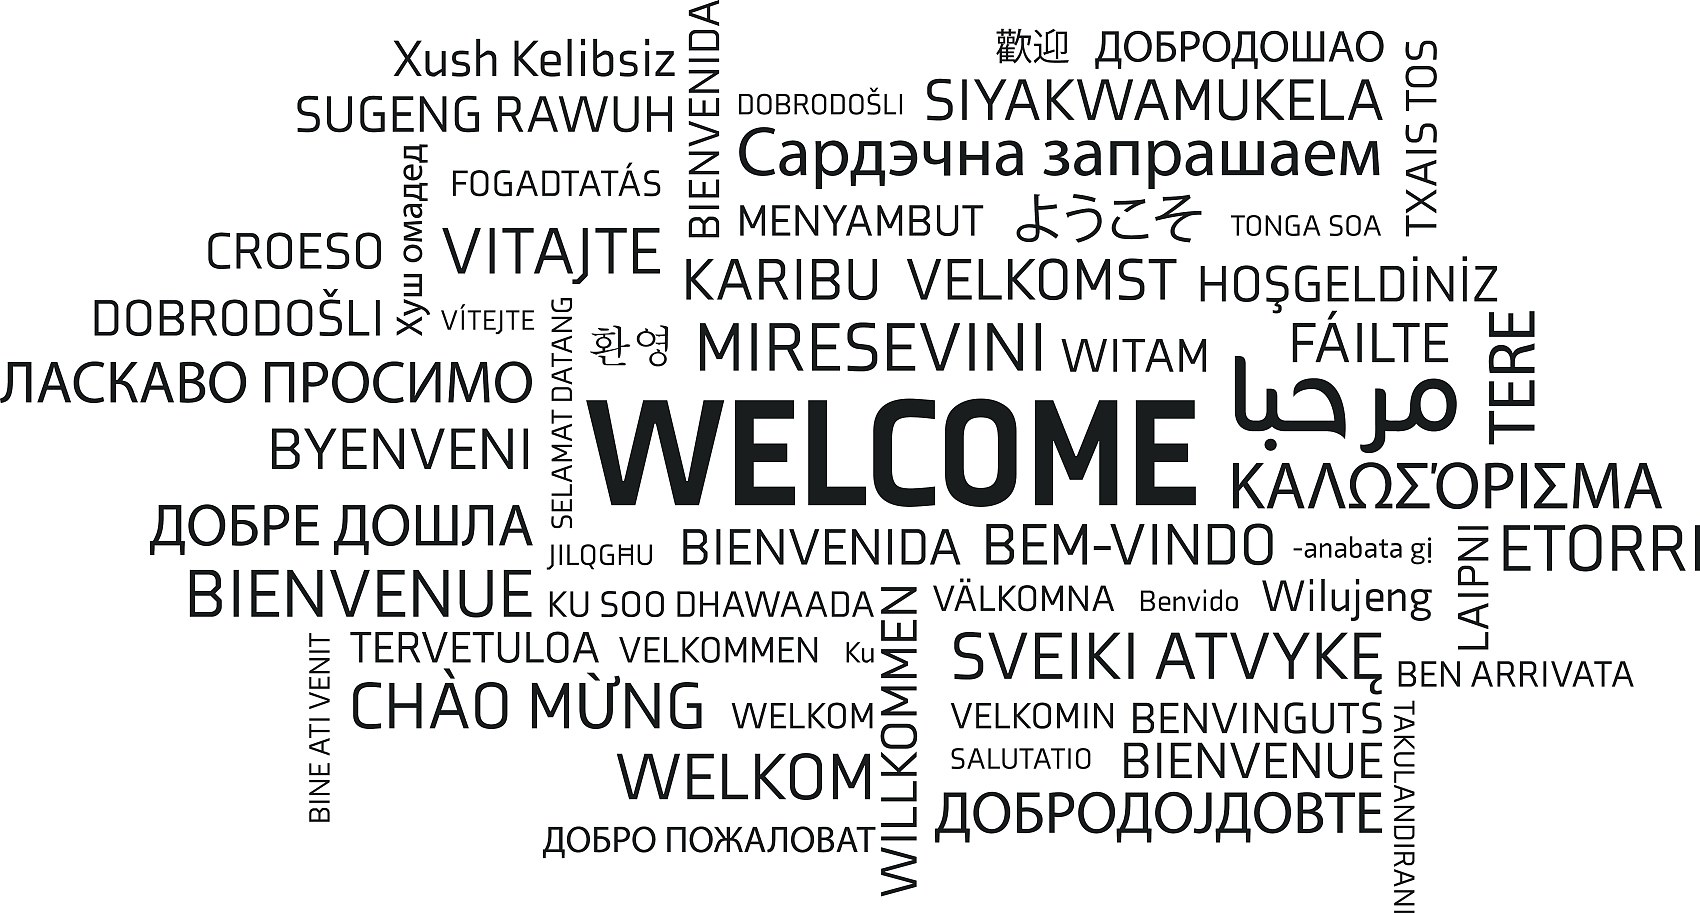 Xush Kelibsiz
SUGENG RAWUH
BIENVENIDA
歡迎
ДОБРОДОШАО
TXAIS TOS
DOBRODOŠLI
SIYAKWAMUKELA
Сардэчна запрашаем
Хуш омадед
FOGADTATÁS
MENYAMBUT
ようこそ
TONGA SOA
CROESO
VITAJTE
KARIBU
VELKOMST
HOŞGELDİNİZ
DOBRODOŠLI
VÍTEJTE
SELAMAT DATANG
환영
MIRESEVINI
WITAM
FÁILTE
TERE
ЛАСКАВО ПРОСИМО
WELCOME
مرحبا
BYENVENI
ΚΑΛΩΣΌΡΙΣΜΑ
ДОБРЕ ДОШЛА
JILQGĦU
BIENVENIDA
BEM-VINDO
-anabata gị
LAIPNI
ETORRI
BIENVENUE
KU SOO DHAWAADA
WILLKOMMEN
VÄLKOMNA
Benvido
Wilujeng
BINE ATI VENIT
TERVETULOA
VELKOMMEN
Ku
SVEIKI ATVYKĘ
BEN ARRIVATA
CHÀO MỪNG
WELKOM
VELKOMIN
BENVINGUTS
TAKULANDIRANI
WELKOM
SALUTATIO
BIENVENUE
ДОБРО ПОЖАЛОВАТ
ДОБРОДОЈДОВТЕ